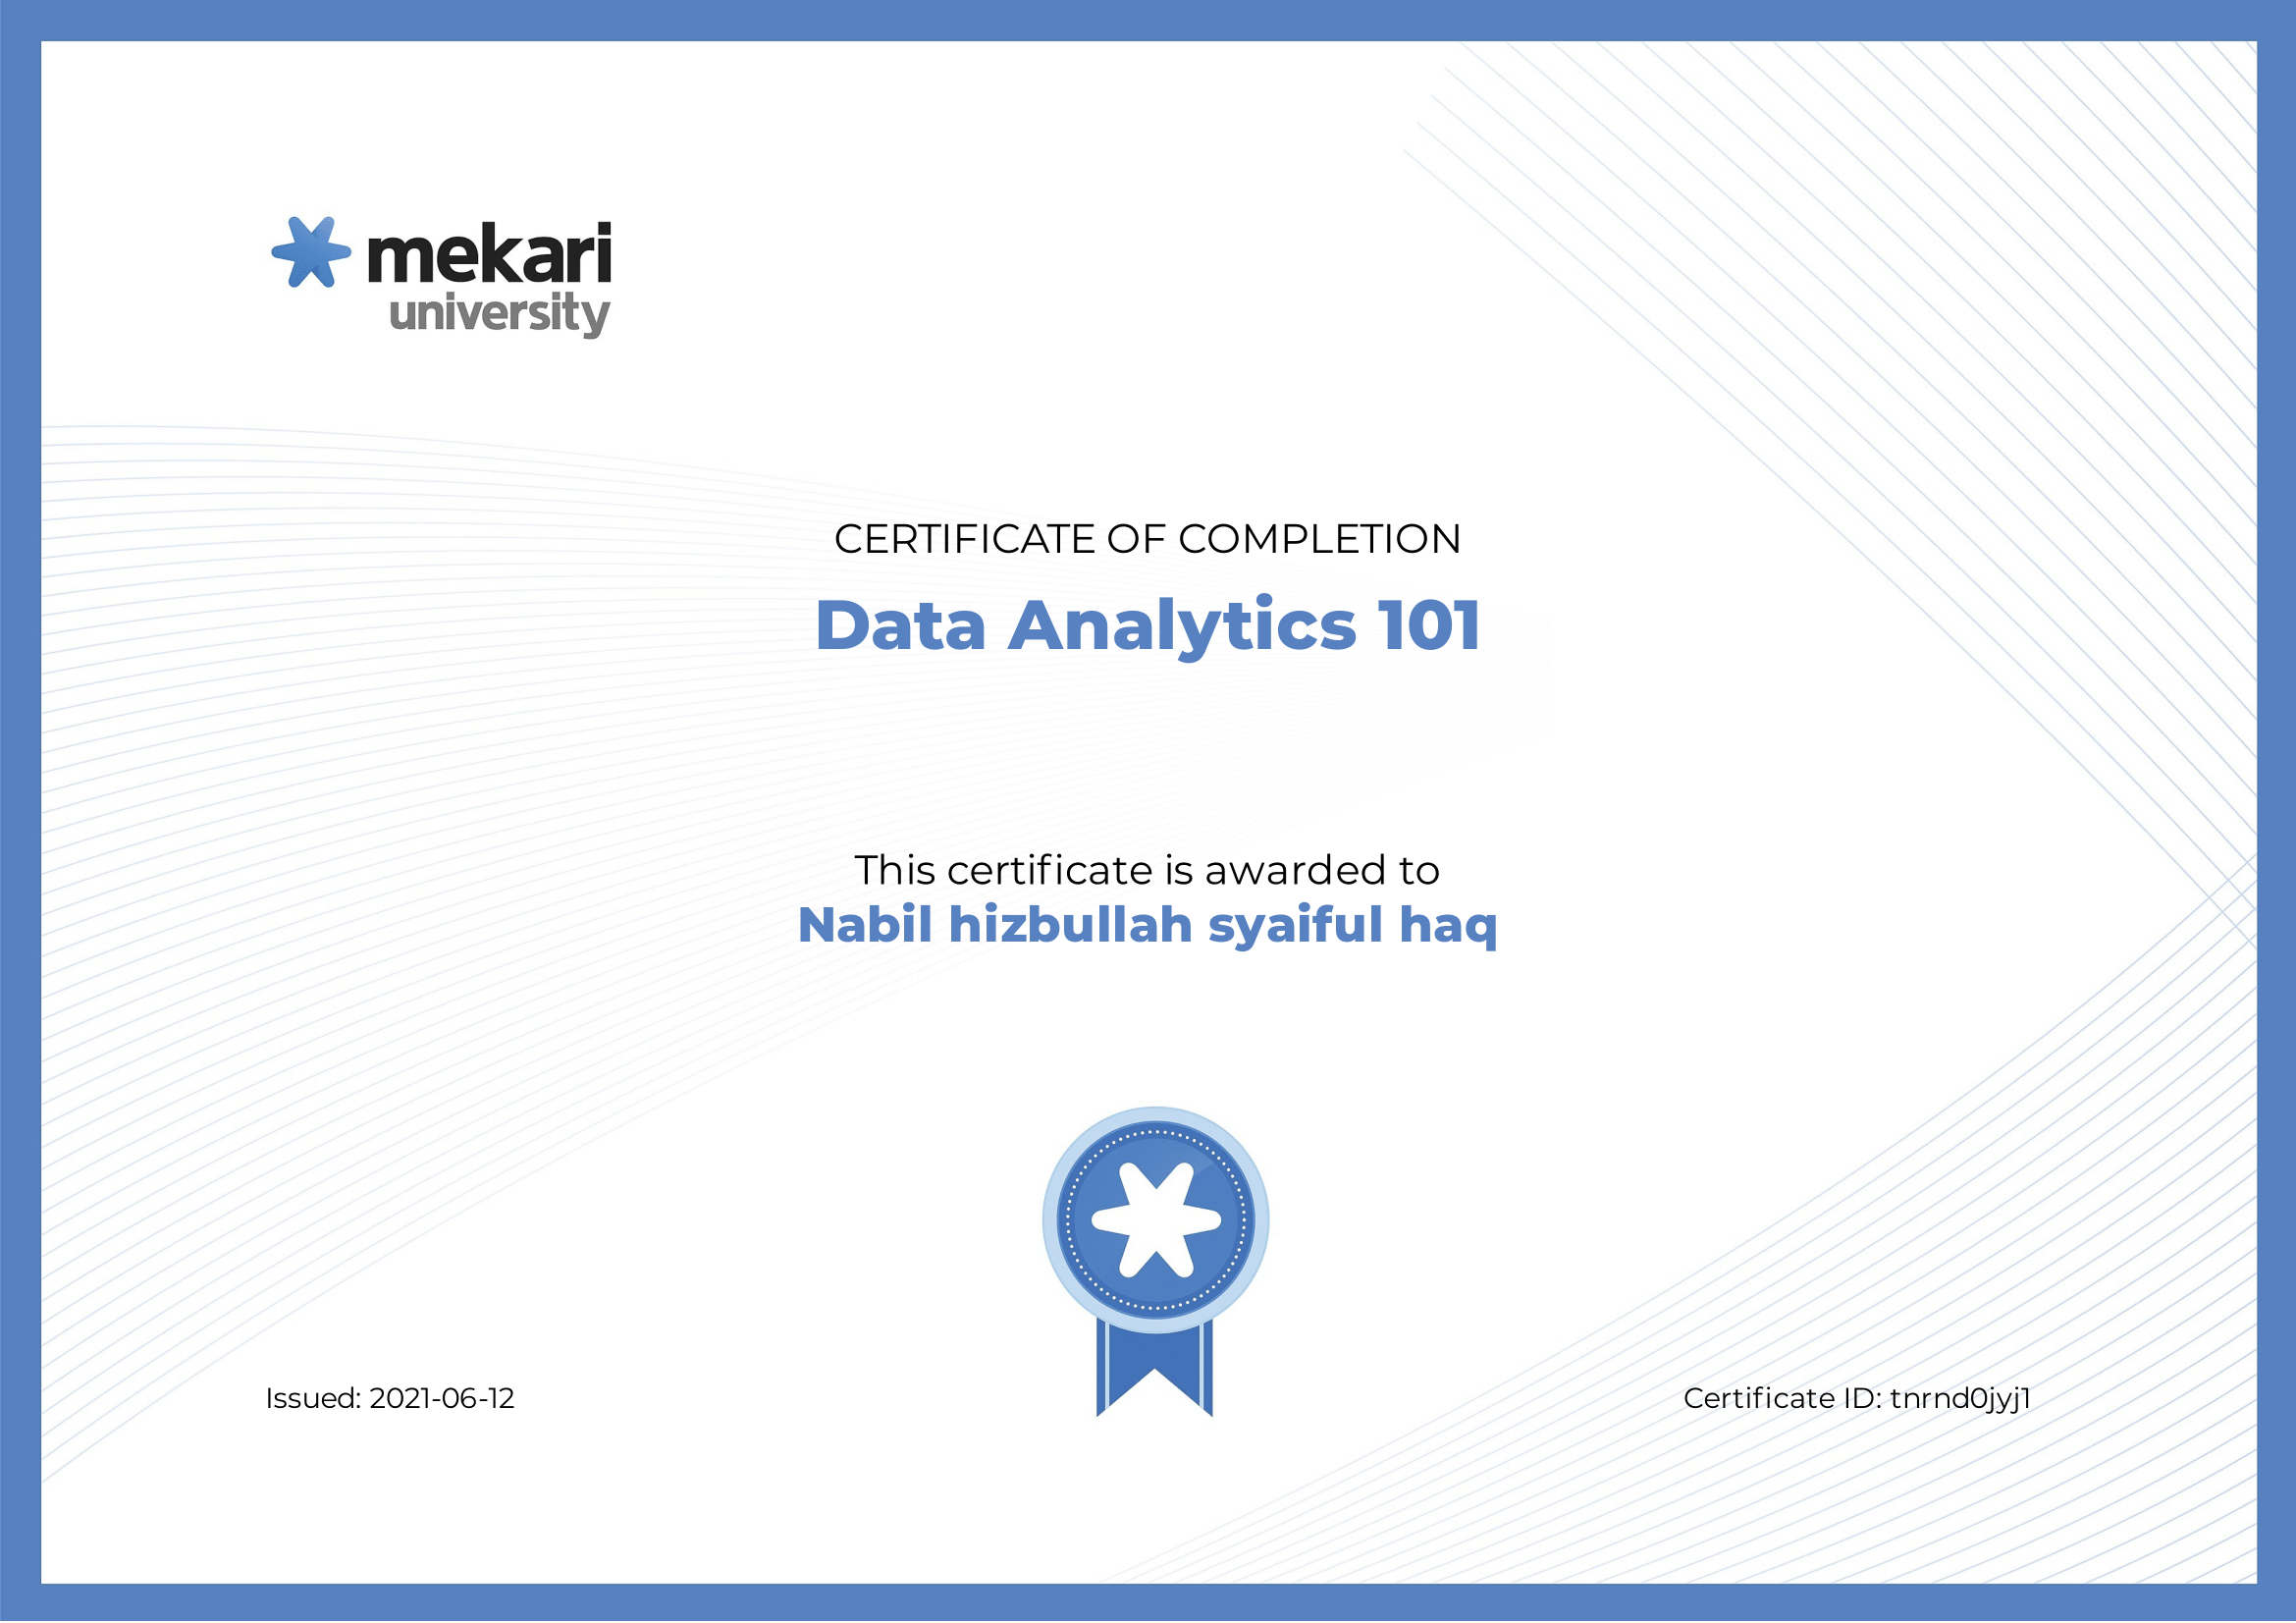 mekari
university
CERTIFICATE OF COMPLETION
Data Analytics 101
This certificate is awarded to
Nabil hizbullah syaiful haq
Issued: 2021-06-12
Certificate ID: tnrnd0jyj1